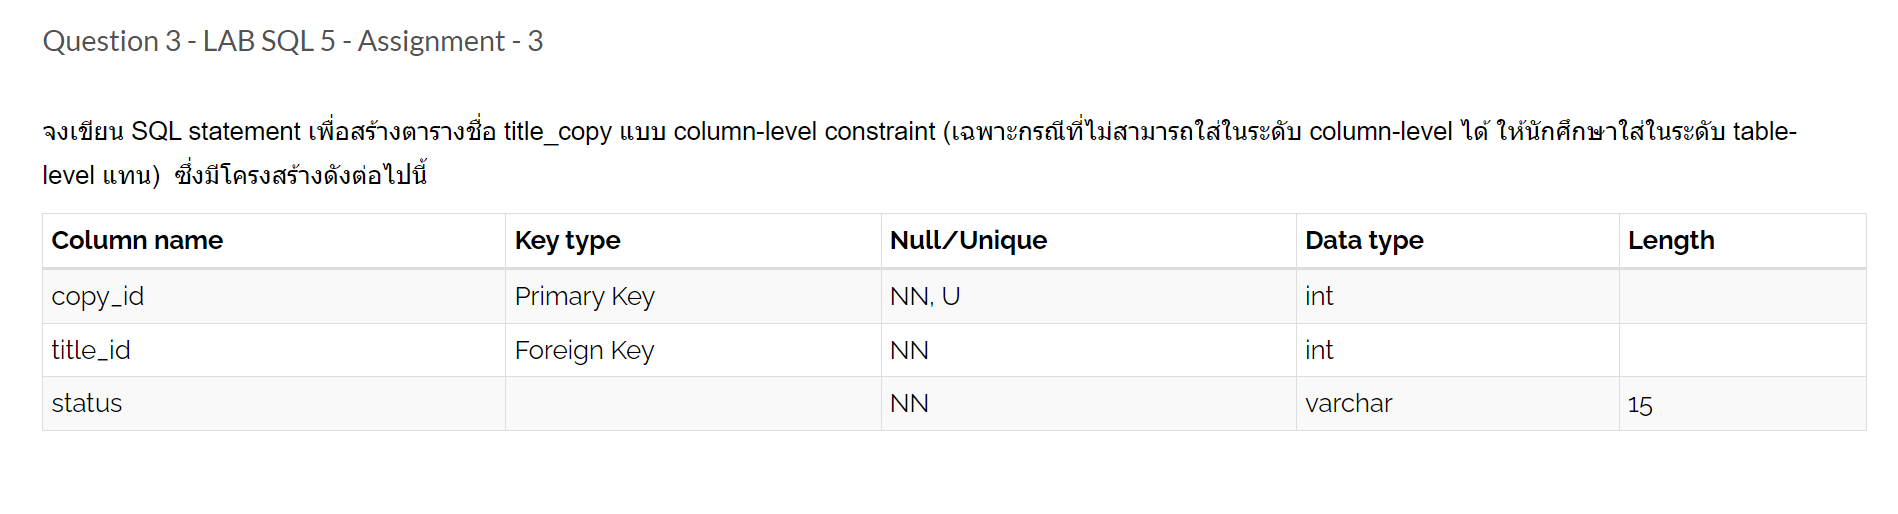 Question 3 - LAB SQL 5 - Assignment - 3
จงเขียน SQL statement เพื่อสร้างตารางชื่อ title_copy แบบ column-level constraint (เฉพาะกรณีที่ไม่สามารถใส่ในระดับ column-level ได้ ให้นักศึกษาใส่ในระดับ table-
level แทน) ซึ่งมีโครงสร้างดังต่อไปนี้
Column name Key type Null/Unique Data type Length
copy_id Primary Key NN, U int
title_id Foreign Key NN int
status NN varchar 15